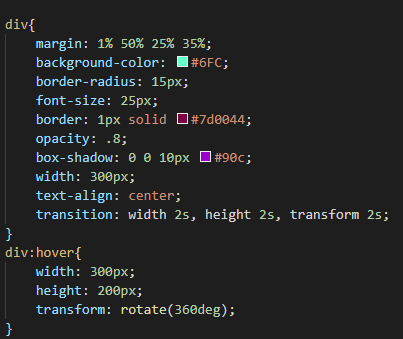 div{
    margin: 1% 50% 25% 35%;
    background-color: #6FC;
    border-radius: 15px;
    font-size: 25px;
    border: 1px solid #7d0044;
    opacity: .8;
    box-shadow: 0 0 10px #90c;
    width: 300px;
    text-align: center;
    transition: width 2s, height 2s, transform 2s;
}
div:hover{
    width: 300px;
    height: 200px;
    transform: rotate(360deg);
}